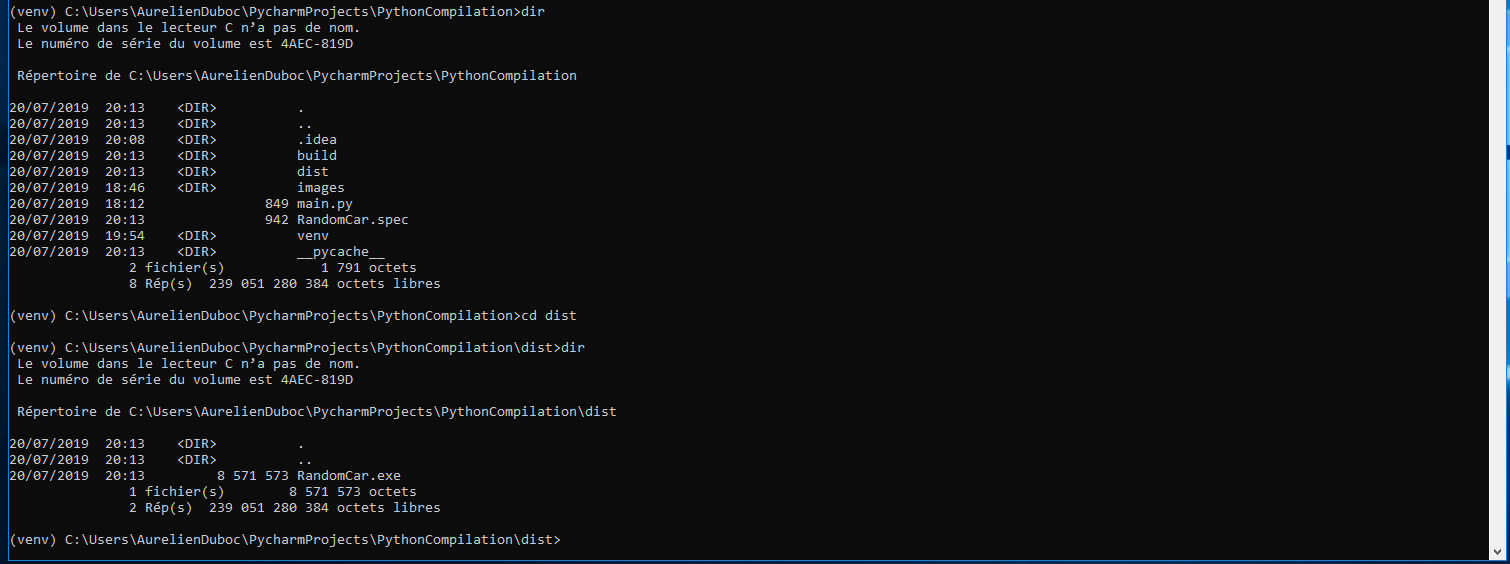 (venv) C:\Users\AurelienDuboc\PycharmProjects\PythonCompilation>dir
 Le volume dans le lecteur C n’a pas de nom.
 Le numéro de série du volume est 4AEC-819D

 Répertoire de C:\Users\AurelienDuboc\PycharmProjects\PythonCompilation

20/07/2019  20:13    <DIR>          .
20/07/2019  20:13    <DIR>          ..
20/07/2019  20:08    <DIR>          .idea
20/07/2019  20:13    <DIR>          build
20/07/2019  20:13    <DIR>          dist
20/07/2019  18:46    <DIR>          images
20/07/2019  18:12               849 main.py
20/07/2019  20:13               942 RandomCar.spec
20/07/2019  19:54    <DIR>          venv
20/07/2019  20:13    <DIR>          __pycache__
               2 fichier(s)            1 791 octets
               8 Rép(s)  239 051 280 384 octets libres

(venv) C:\Users\AurelienDuboc\PycharmProjects\PythonCompilation>cd dist

(venv) C:\Users\AurelienDuboc\PycharmProjects\PythonCompilation\dist>dir
 Le volume dans le lecteur C n’a pas de nom.
 Le numéro de série du volume est 4AEC-819D

 Répertoire de C:\Users\AurelienDuboc\PycharmProjects\PythonCompilation\dist

20/07/2019  20:13    <DIR>          .
20/07/2019  20:13    <DIR>          ..
20/07/2019  20:13         8 571 573 RandomCar.exe
               1 fichier(s)        8 571 573 octets
               2 Rép(s)  239 051 280 384 octets libres

(venv) C:\Users\AurelienDuboc\PycharmProjects\PythonCompilation\dist>